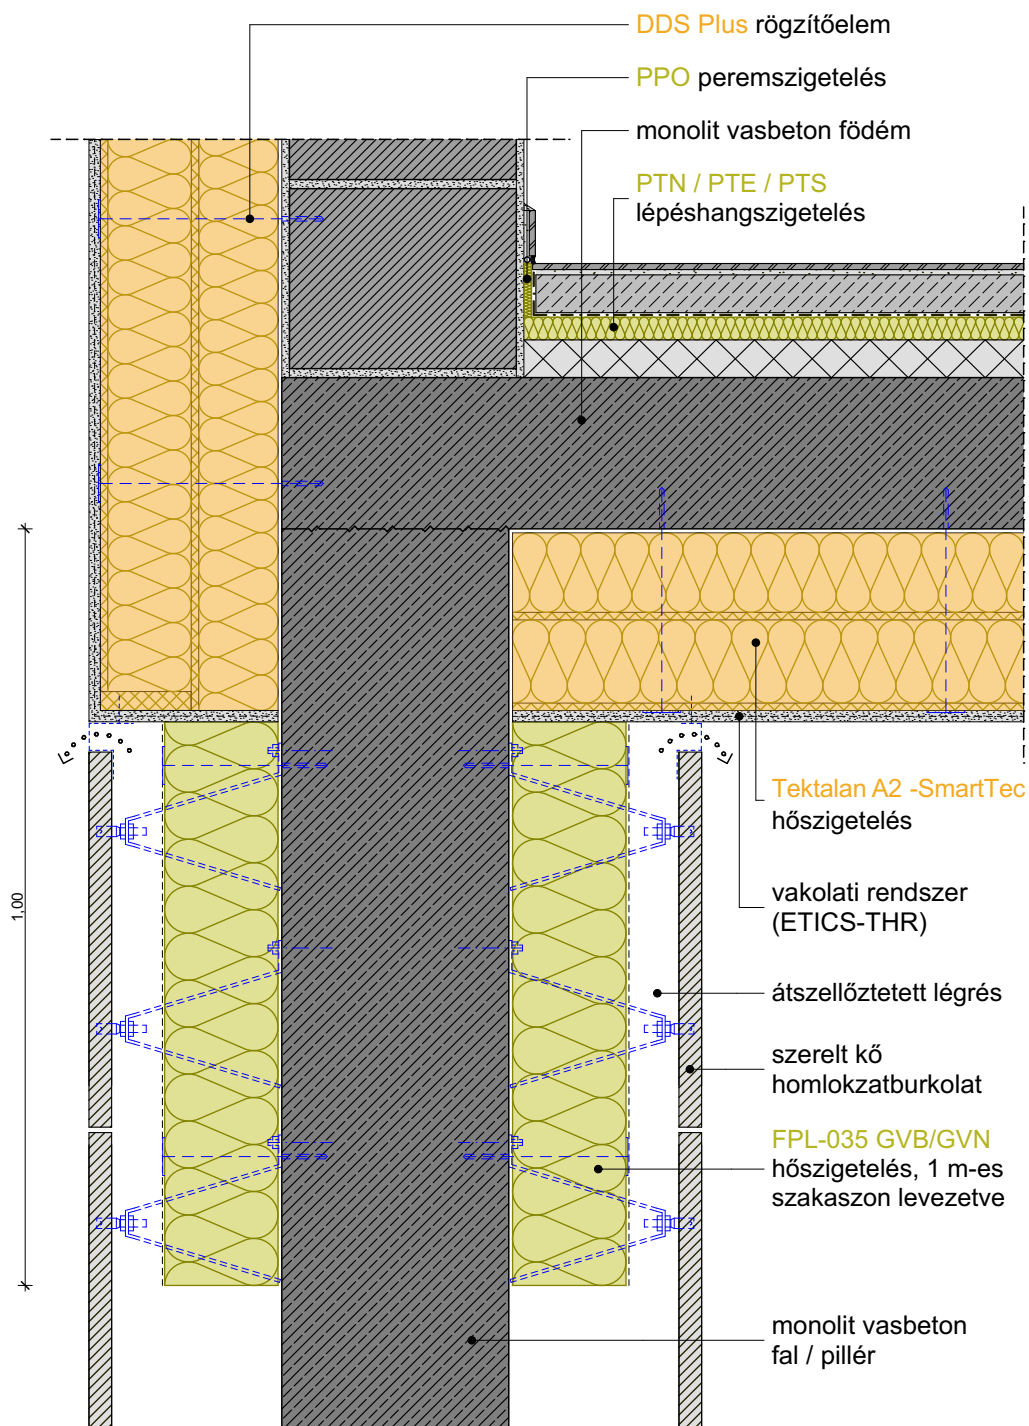 DDS Plus rögzítőelem
PPO peremszigetelés
monolit vasbeton födém
PTN / PTE / PTS
lépéshangszigetelés
Tektalan A2 -SmartTec
hőszigetelés
vakolati rendszer
(ETICS-THR)
1,00
átszellőztetett légrés
szerelt kő
homlokzatburkolat
FPL-035 GVB/GVN
hőszigetelés, 1 m-es
szakaszon levezetve
monolit vasbeton
fal / pillér